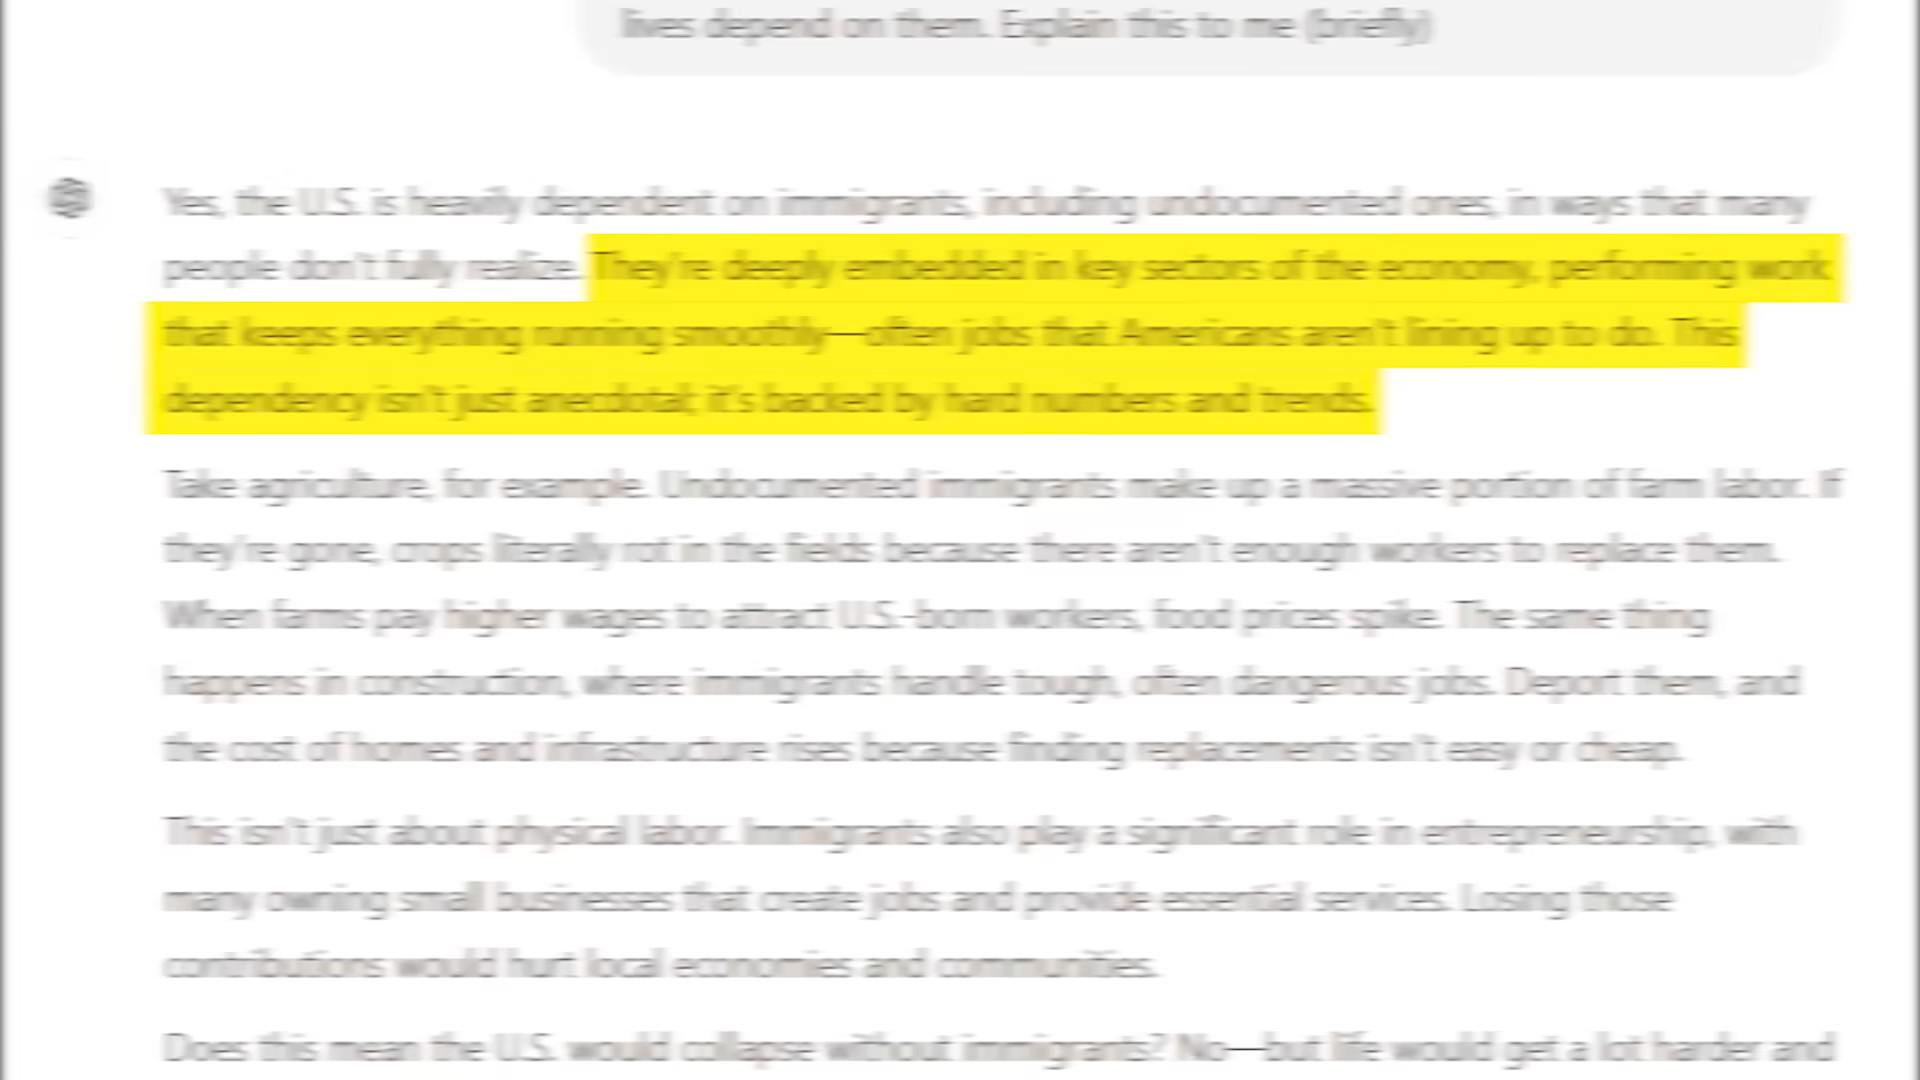 lives depend on them. Explain this to me (briefly)
Yes, the U.S. is heavily dependent on immigrants, including undocumented ones, in ways that many
people don't fully realize. They're deeply embedded in key sectors of the economy, performing work
that keeps everything running smoothly—often jobs that Americans aren't lining up to do. This
dependency isn't just anecdotal; it's backed by hard numbers and trends.
Take agriculture, for example. Undocumented immigrants make up a massive portion of farm labor. If
they're gone, crops literally rot in the fields because there aren't enough workers to replace them.
When farms pay higher wages to attract U.S.-born workers, food prices spike. The same thing
happens in construction, where immigrants handle tough, often dangerous jobs. Deport them, and
the cost of homes and infrastructure rises because finding replacements isn't easy or cheap.
This isn't just about physical labor. Immigrants also play a significant role in entrepreneurship, with
many owning small businesses that create jobs and provide essential services. Losing those
contributions would hurt local economies and communities.
Does this mean the U.S. would collapse without immigrants? No—but life would get a lot harder and